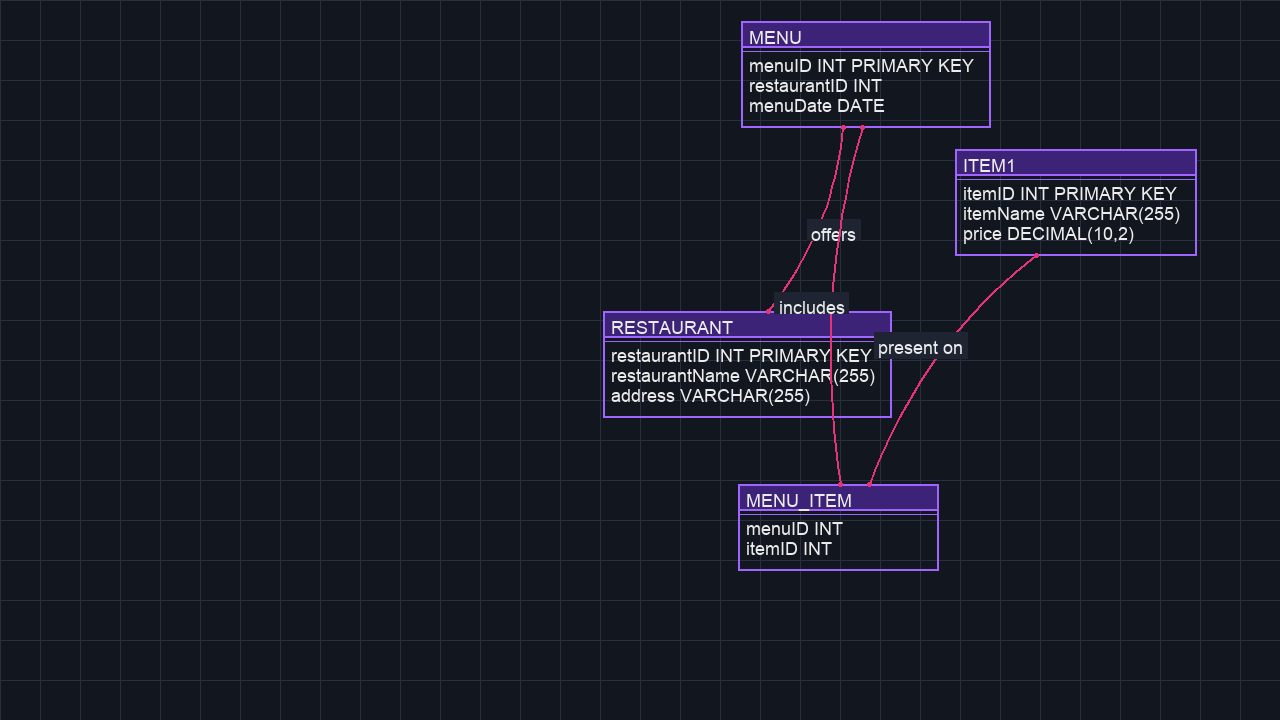 MENU
menuID INT PRIMARY KEY
restaurantID INT
menuDate DATE
ITEM1
itemID INT PRIMARY KEY
itemName VARCHAR(255)
price DECIMAL(10,2)
offers
includes
RESTAURANT
restaurantID INT PRIMARY KEY
restaurantName VARCHAR(255)
address VARCHAR(255)
present on
MENU_ITEM
menuID INT
itemID INT